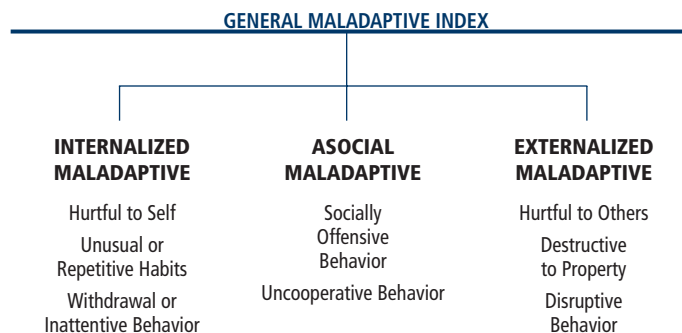 GENERAL MALADAPTIVE INDEX
INTERNALIZED
MALADAPTIVE
Hurtful to Self
Unusual or
Repetitive Habits
Withdrawal or
Inattentive Behavior
ASOCIAL
MALADAPTIVE
Socially
Offensive
Behavior
Uncooperative Behavior
EXTERNALIZED
MALADAPTIVE
Hurtful to Others
Destructive
to Property
Disruptive
Behavior